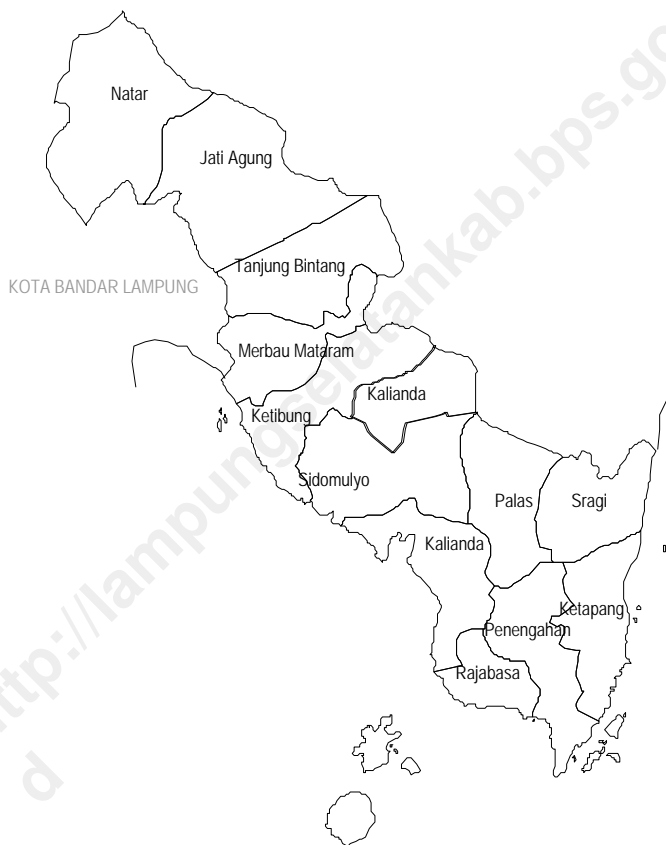 Natar
Jati Agung
Tanjung Bintang
KOTA BANDAR LAMPUNG
Merbau Mataram
Kalianda
Ketibung
Sidomulyo
Palas
Sragi
Kalianda
Ketapang
Penengahan
Rajabasa
http://lampungselatankab.bps.go
d